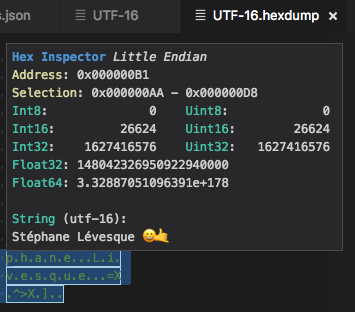 s.json UTF-16 UTF-16.hexdump
Hex Inspector Little Endian
Address: 0x000000B1
Selection: 0x000000AA - 0x000000D8
Int8: 0 Uint8: 0
Int16: 26624 Uint16: 26624
Int32: 1627416576 Uint32: 1627416576
Float32: 148042326950922940000
Float64: 3.32887051096391e+178
String (utf-16):
Stéphane Lévesque 😀🤙
p.h.a.n.e...L.i.
v.e.s.q.u.e...=X
.^>X.]..